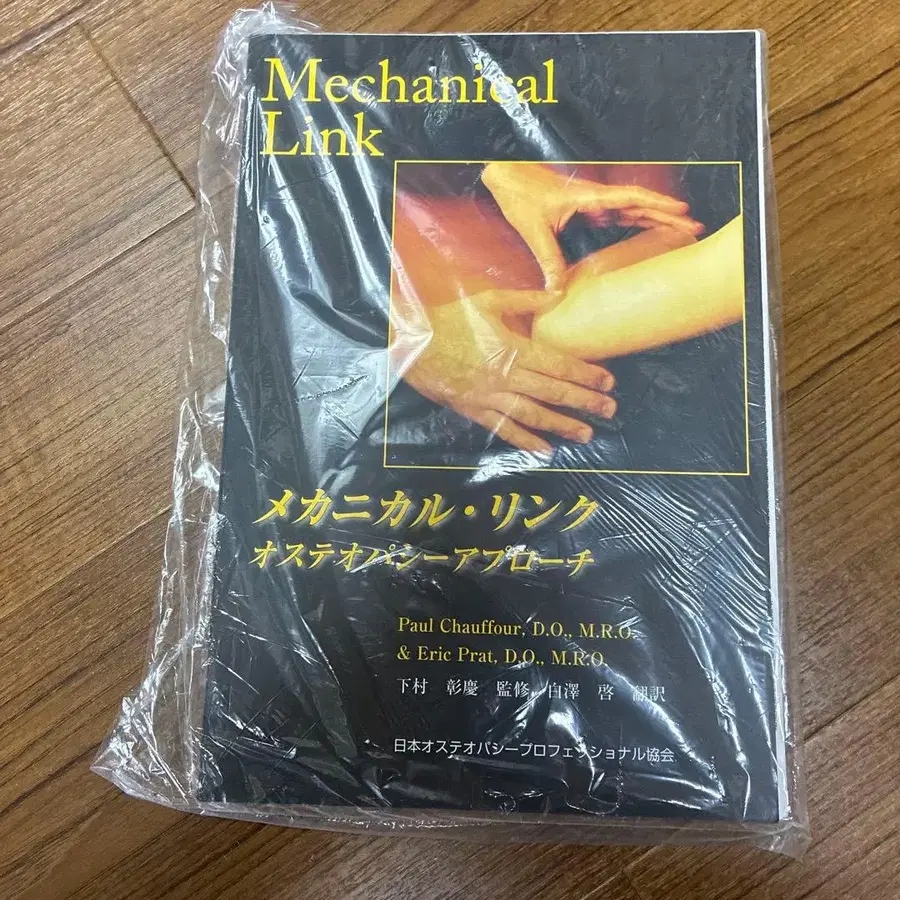 Mechanical
Link
メカニカル・リンク
オステオパシーアプローチ
Paul Chauffour, D.O., M.R.O.
& Eric Prat, D.O., M.R.O.
下村 彰慶 監修 白澤 啓 翻訳
日本オステオパシープロフェッショナル協会